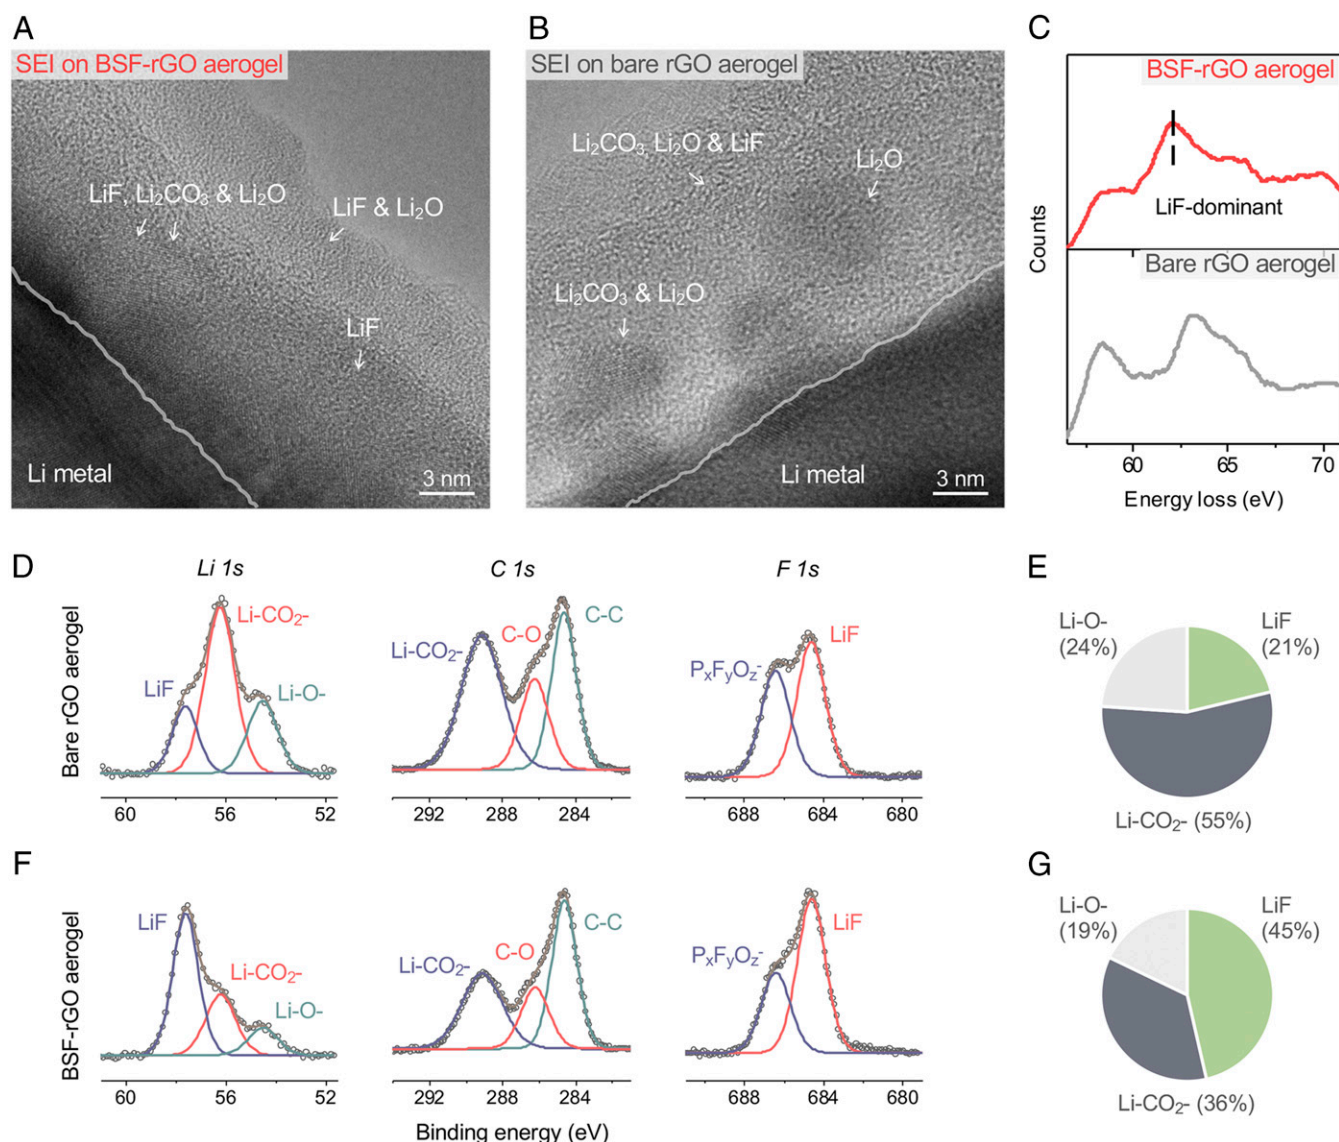 A
SEI on BSF-rGO aerogel
LiF, Li₂CO₃ & Li₂O
LiF & Li₂O
LiF
Li metal
3 nm
B
SEI on bare rGO aerogel
Li₂CO₃, Li₂O & LiF
Li₂O
Li₂CO₃ & Li₂O
Li metal
3 nm
C
BSF-rGO aerogel
LiF-dominant
Bare rGO aerogel
Counts
60 65 70
Energy loss (eV)
D
Li 1s
C 1s
F 1s
Bare rGO aerogel
Li-CO₂-
LiF
Li-O-
60 56 52
Li-CO₂-
C-O
C-C
292 288 284
PₓFᵧO_z⁻
LiF
688 684 680
E
Li-O-
(24%)
LiF
(21%)
Li-CO₂- (55%)
F
BSF-rGO aerogel
LiF
Li-CO₂-
Li-O-
60 56 52
Li-CO₂-
C-O
C-C
292 288 284
PₓFᵧO_z⁻
LiF
688 684 680
Binding energy (eV)
G
Li-O-
(19%)
LiF
(45%)
Li-CO₂- (36%)